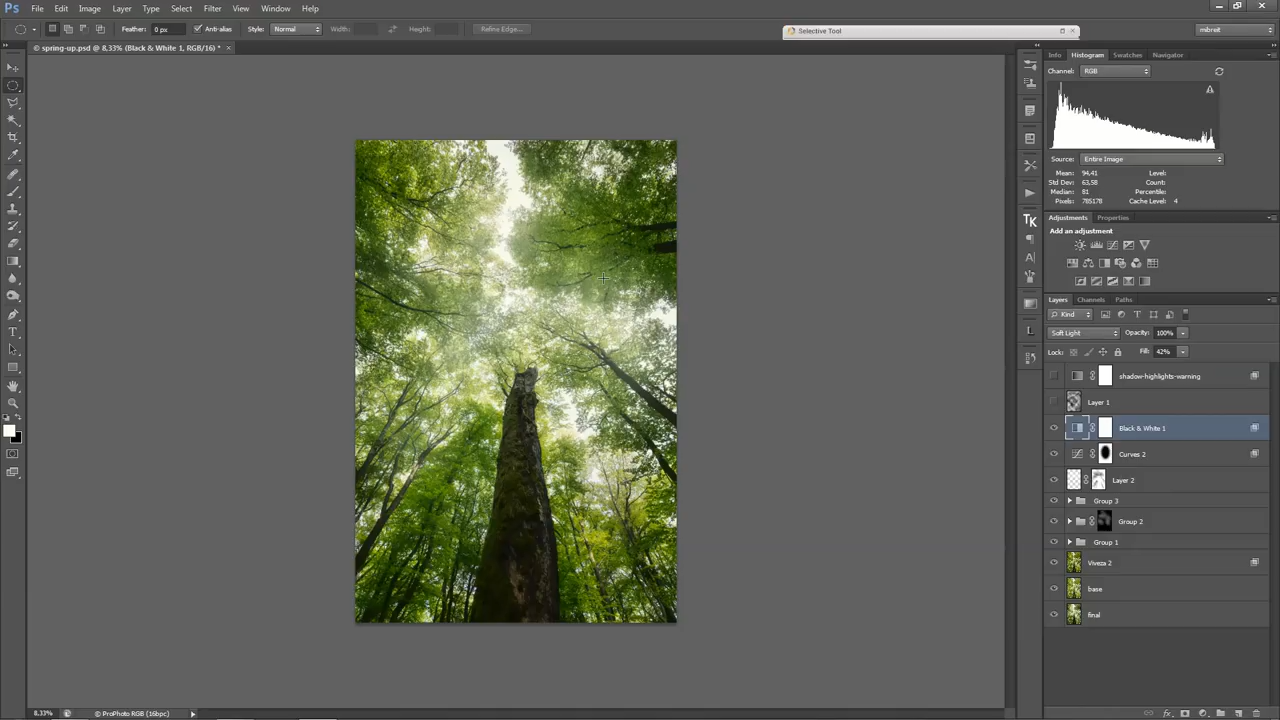 Ps File Edit Image Layer Type Select Filter View Window Help
Feather: 0 px Anti-alias Style: Normal Width: Height: Refine Edge... Selective Tool mibreit
© spring-up.psd @ 8,33% (Black & White 1, RGB/16) * ×
Info Histogram Swatches Navigator
Channel: RGB
Source: Entire Image
Mean: 94,41 Level:
Std Dev: 63,58 Count:
Median: 81 Percentile:
Pixels: 785178 Cache Level: 4
Adjustments Properties
Add an adjustment
TK
A
T
L
Layers Channels Paths
Kind
Soft Light Opacity: 100%
Lock: Fill: 42%
shadow-highlights-warning
Layer 1
Black & White 1
Curves 2
Layer 2
Group 3
Group 2
Group 1
Viveza 2
base
final
8.33% © ProPhoto RGB (16bpc)
fx